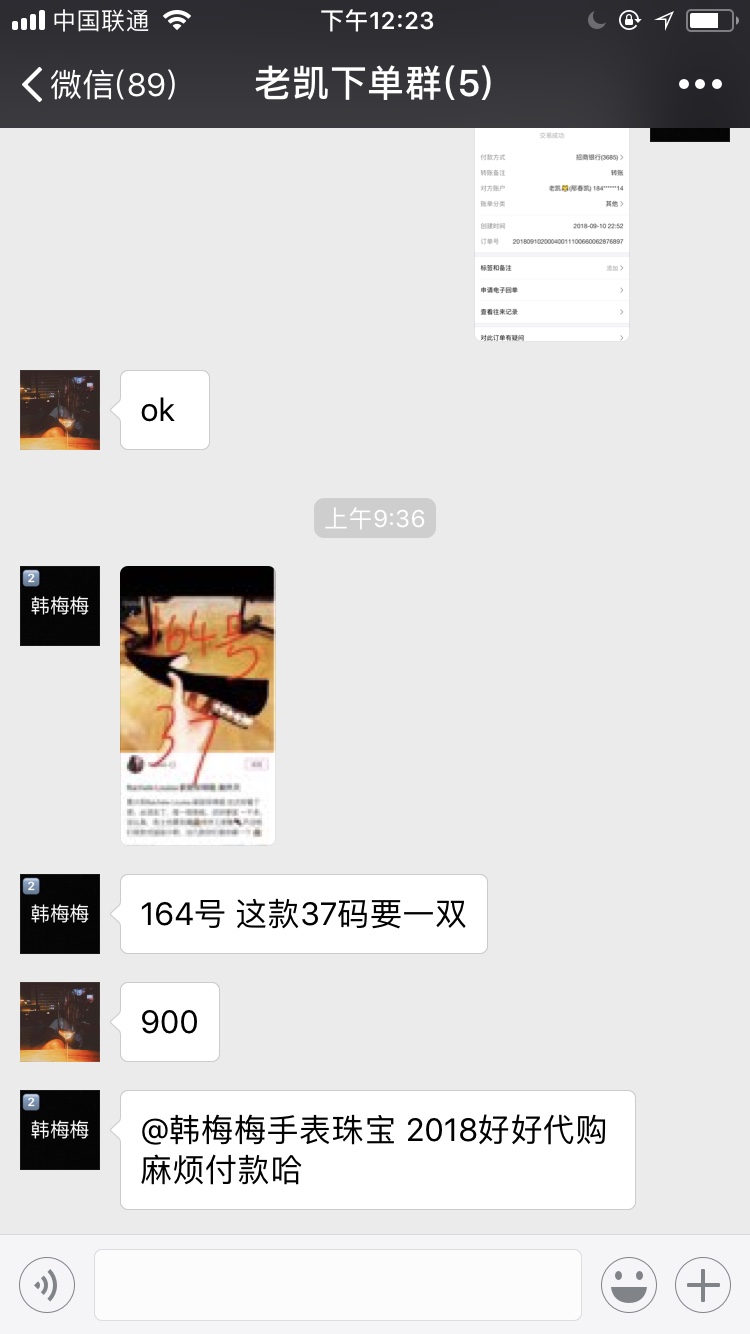 中国联通
下午12:23
微信(89)
老凯下单群(5)
交易成功
付款方式 招商银行(3685)
转账备注 转账
对方账户 184******14
账单分类 其他
创建时间 2018-09-10 22:52
订单号
标签和备注 添加
申请电子回单
查看往来记录
对此订单有疑问
ok
上午9:36
2
韩梅梅
164号
37
2
韩梅梅
164号 这款37码要一双
900
2
韩梅梅
@韩梅梅手表珠宝 2018好好代购
麻烦付款哈